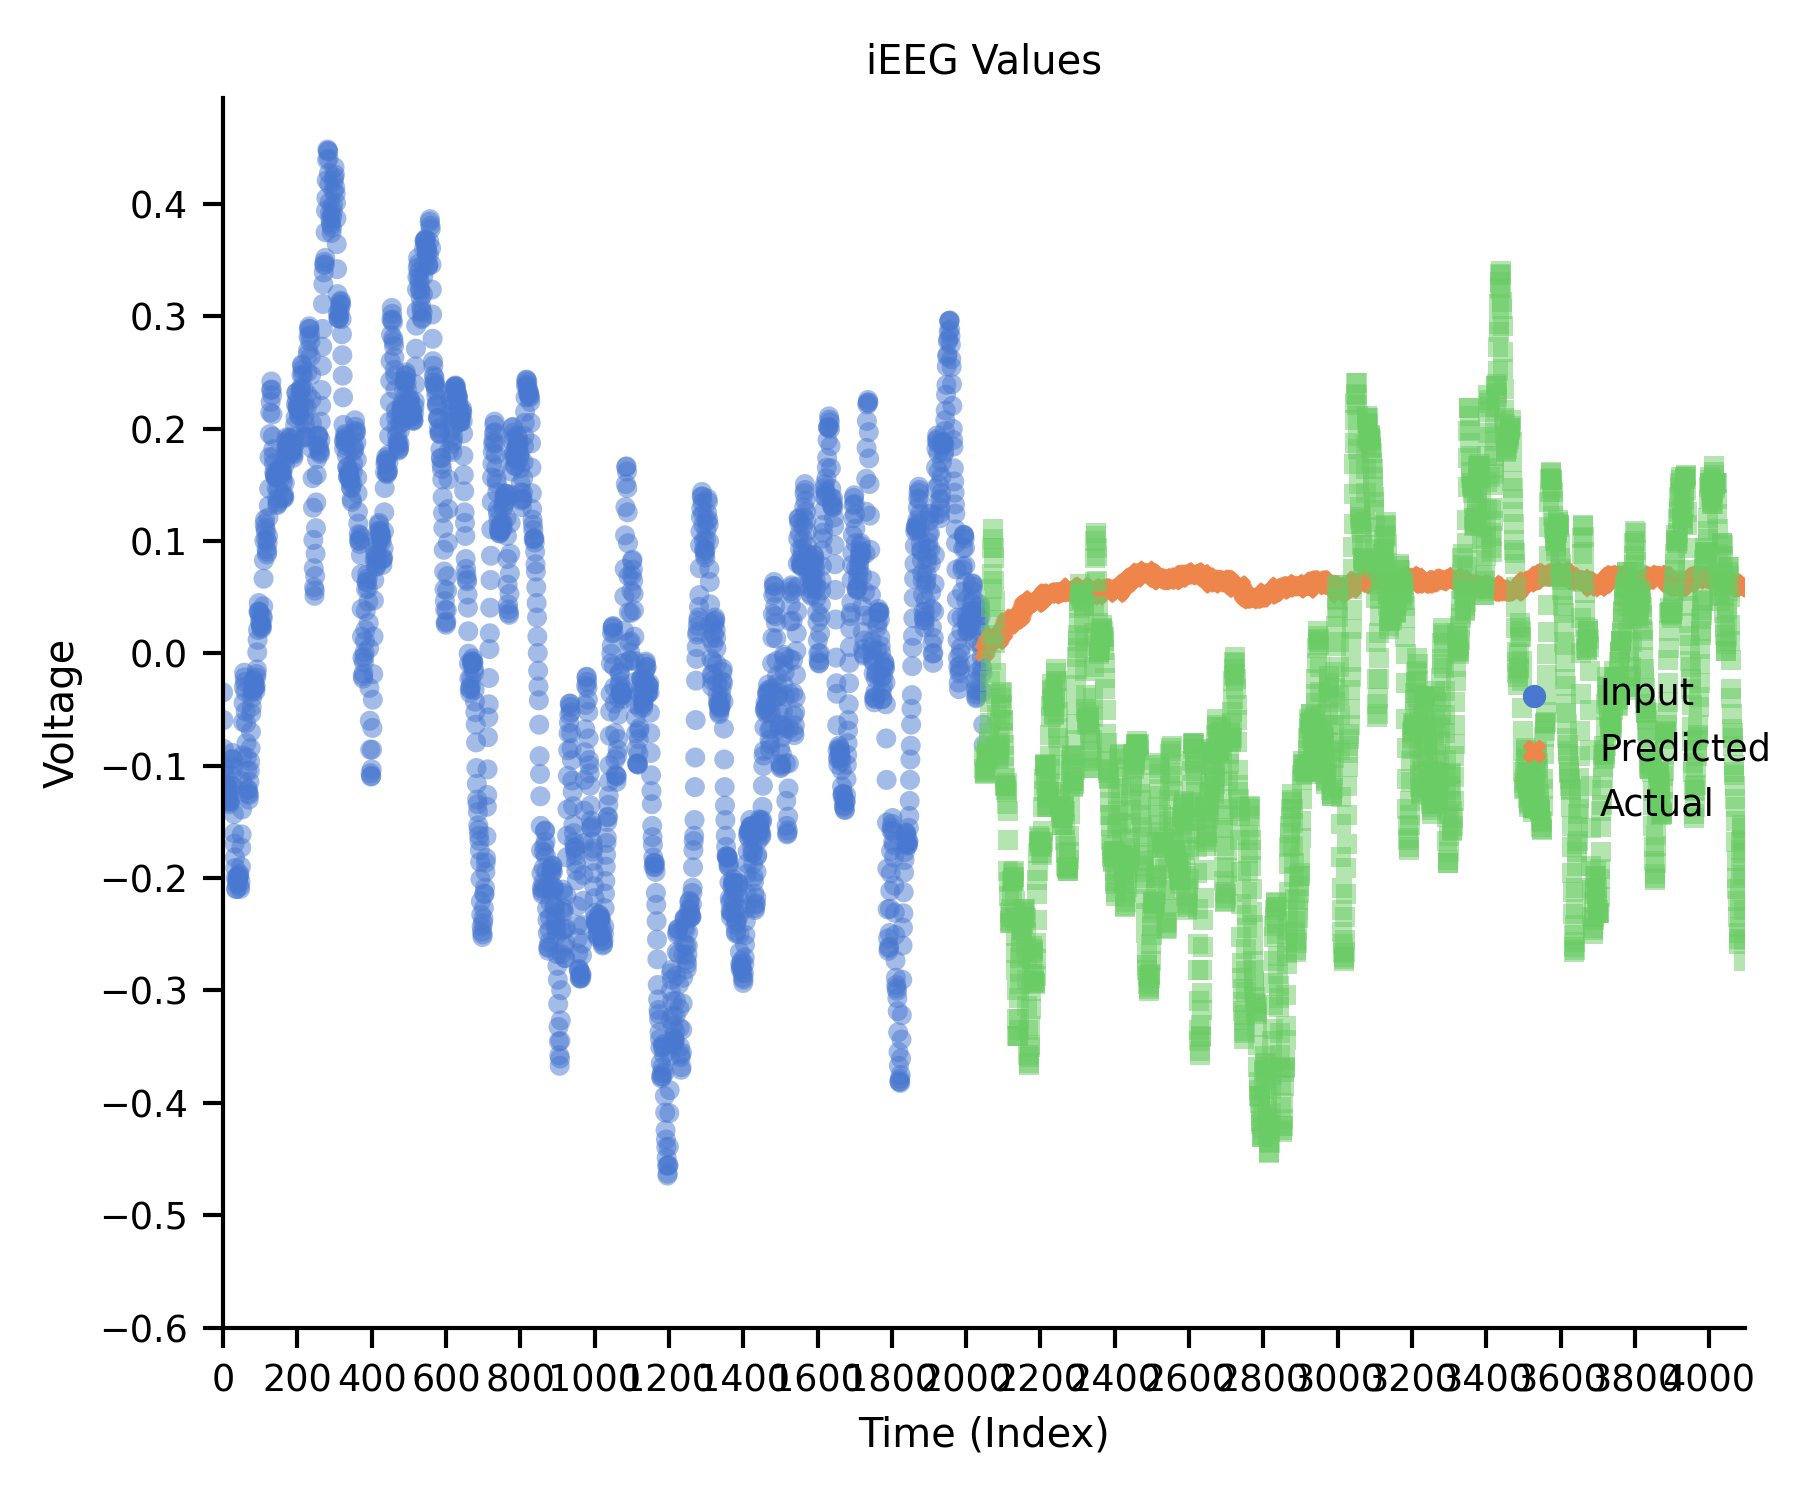 iEEG Values
Voltage
0.4
0.3
0.2
0.1
0.0
−0.1
−0.2
−0.3
−0.4
−0.5
−0.6
Input
Predicted
Actual
0 200 400 600 800 1000 1200 1400 1600 1800 2000 2200 2400 2600 2800 3000 3200 3400 3600 3800 4000
Time (Index)